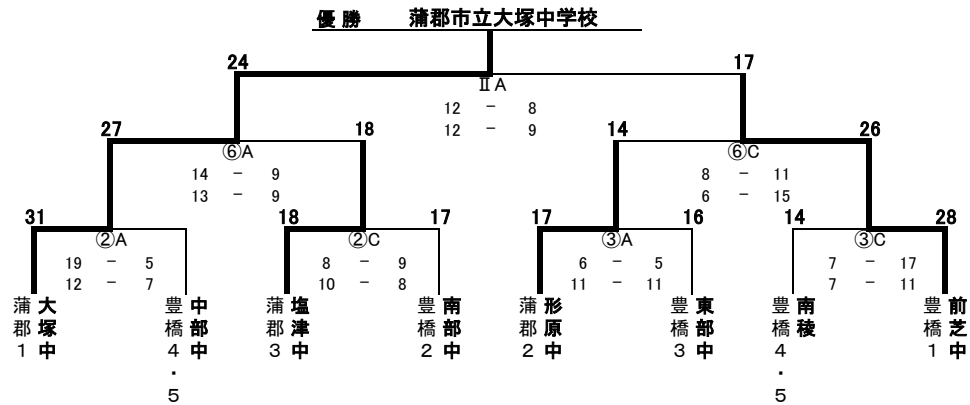 優勝 蒲郡市立大塚中学校
24 17
ⅡA
12 － 8
12 － 9
27 18 14 26
⑥A ⑥C
14 － 9 8 － 11
13 － 9 6 － 15
31 18 17 17 16 14 28
②A ②C ③A ③C
19 － 5 8 － 9 6 － 5 7 － 17
12 － 7 10 － 8 11 － 11 7 － 11
大塚中
蒲郡1
中部中
豊橋4・5
塩津中
蒲郡3
南部中
豊橋2
形原中
蒲郡2
東部中
豊橋3
南稜
豊橋4・5
前芝中
豊橋1